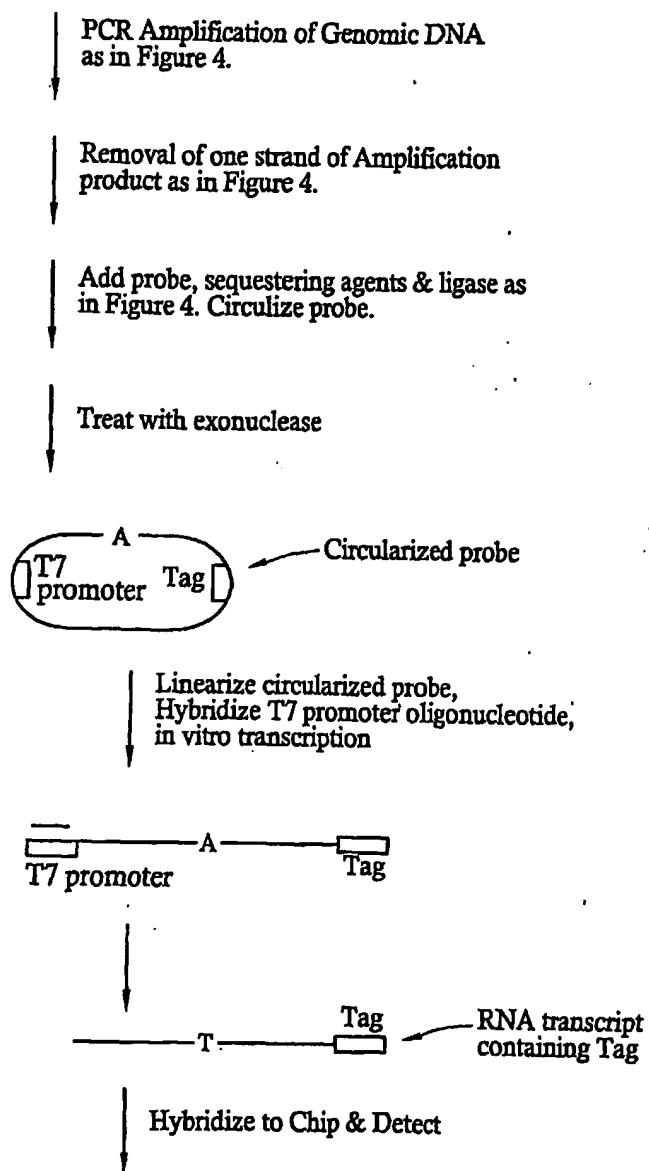 PCR Amplification of Genomic DNA
as in Figure 4.
Removal of one strand of Amplification
product as in Figure 4.
Add probe, sequestering agents & ligase as
in Figure 4. Circulize probe.
Treat with exonuclease
A
T7
promoter
Tag
Circularized probe
Linearize circularized probe,
Hybridize T7 promoter oligonucleotide,
in vitro transcription
A
T7 promoter
Tag
Tag
T
RNA transcript
containing Tag
Hybridize to Chip & Detect